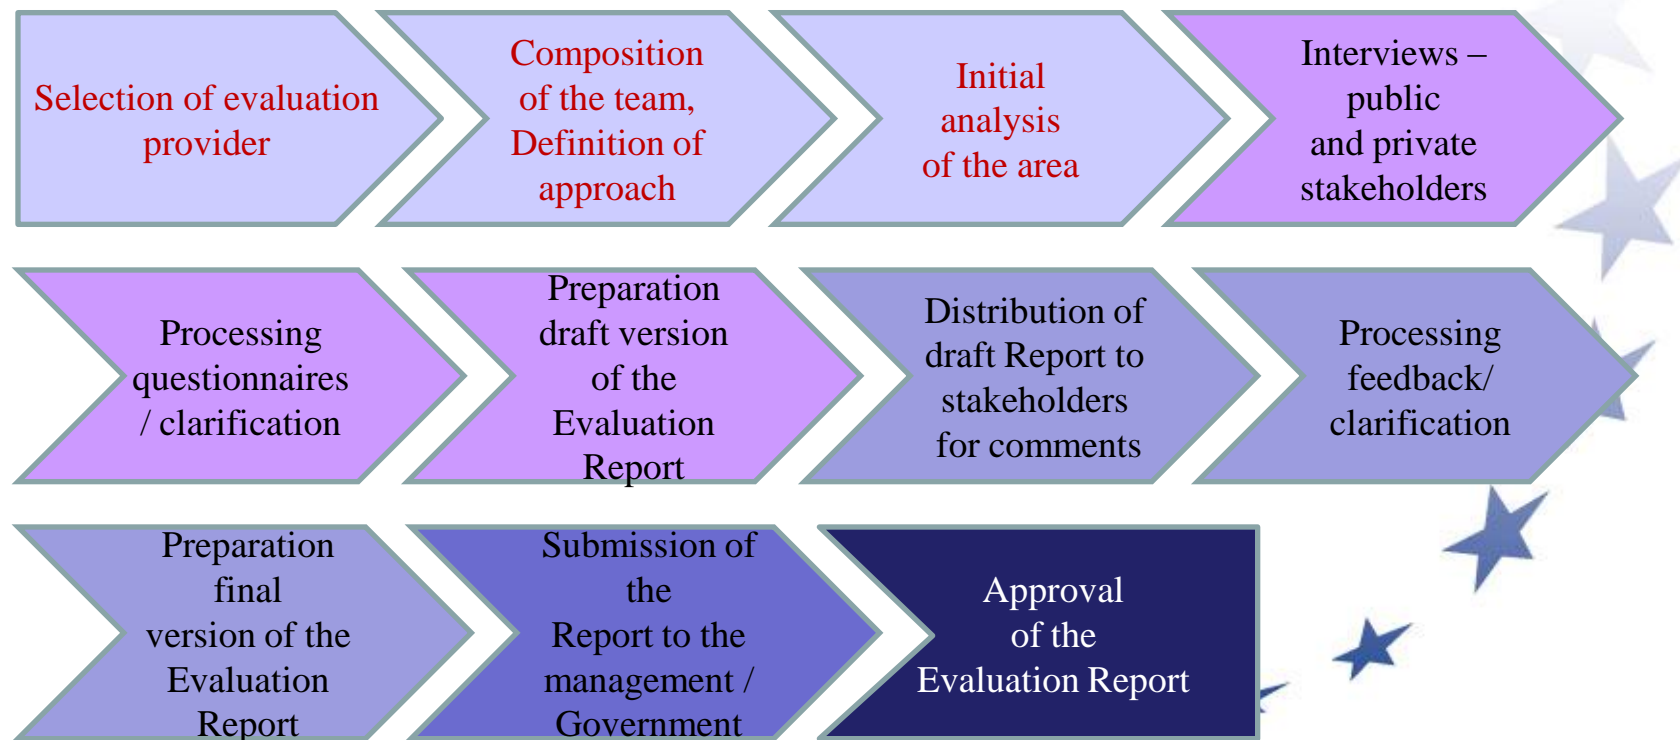 Selection of evaluation
provider
Composition
of the team,
Definition of
approach
Initial
analysis
of the area
Interviews –
public
and private
stakeholders
Processing
questionnaires
/ clarification
Preparation
draft version
of the
Evaluation
Report
Distribution of
draft Report to
stakeholders
for comments
Processing
feedback/
clarification
Preparation
final
version of the
Evaluation
Report
Submission of
the
Report to the
management /
Government
Approval
of the
Evaluation Report